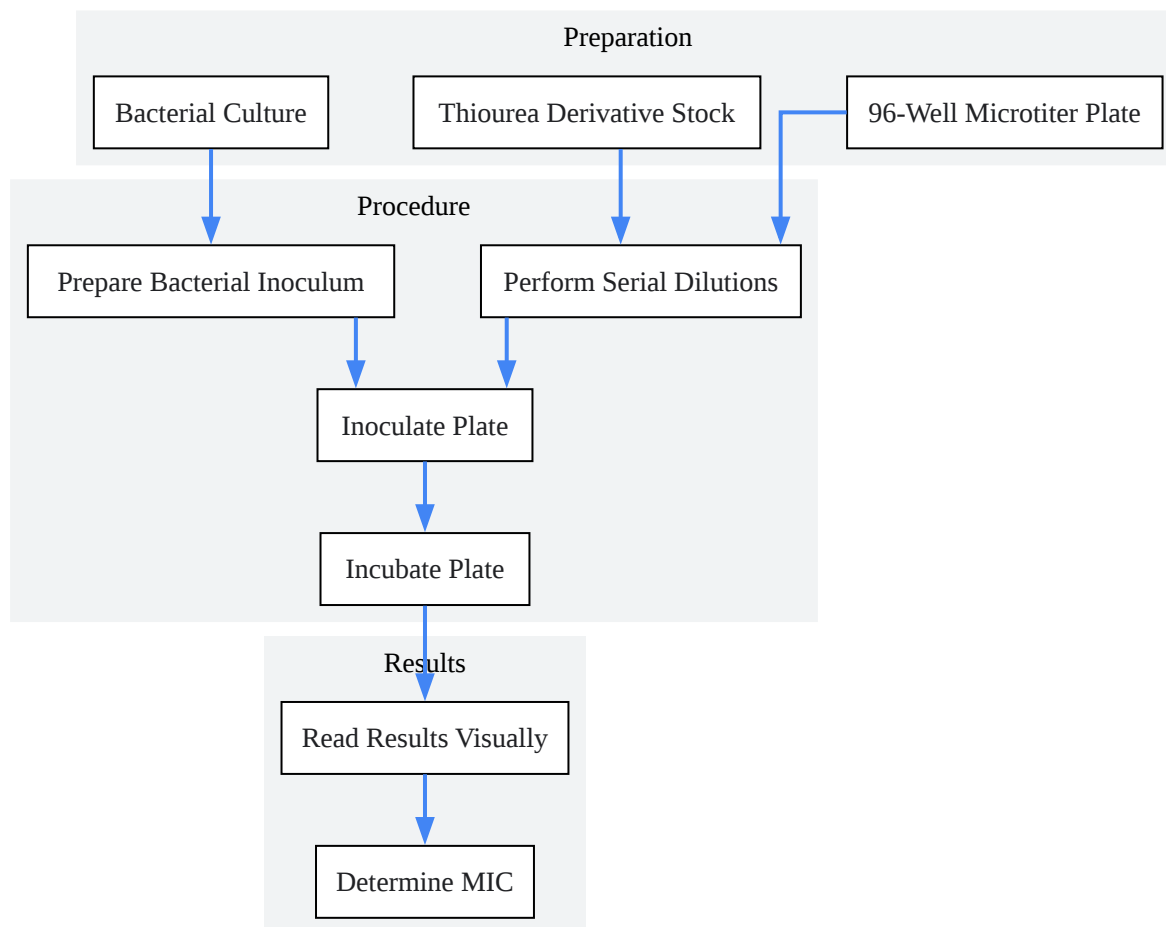 Preparation
Bacterial Culture
Thiourea Derivative Stock
96-Well Microtiter Plate
Procedure
Prepare Bacterial Inoculum
Perform Serial Dilutions
Inoculate Plate
Incubate Plate
Results
Read Results Visually
Determine MIC